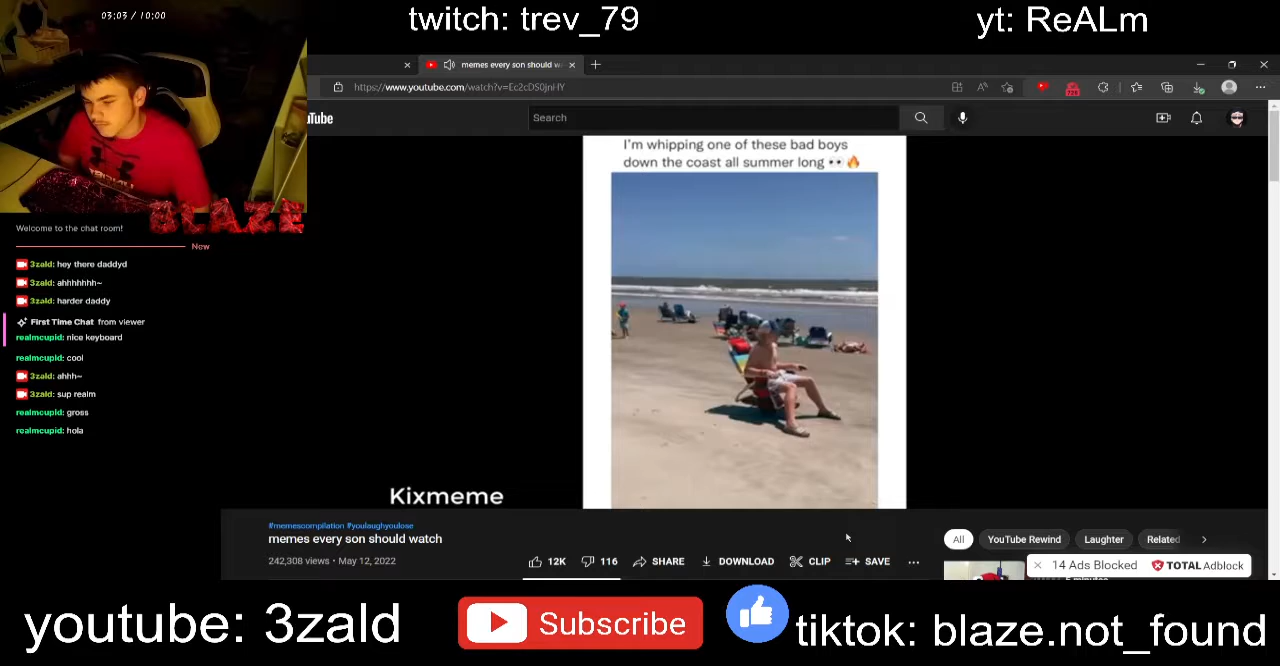 03:03 / 10:00
twitch: trev_79
yt: ReALm
memes every son should w
https://www.youtube.com/watch?v=Ec2cDS0jnHY
uTube
Search
I'm whipping one of these bad boys
down the coast all summer long 👀 🔥
BLAZE
Welcome to the chat room!
New
3zald: hey there daddyd
3zald: ahhhhhhh~
3zald: harder daddy
First Time Chat from viewer
realmcupid: nice keyboard
realmcupid: cool
3zald: ahhh~
3zald: sup realm
realmcupid: gross
realmcupid: hola
Kixmeme
#memescompilation #youlaughyoulose
memes every son should watch
242,308 views • May 12, 2022
12K
116
SHARE
DOWNLOAD
CLIP
SAVE
All
YouTube Rewind
Laughter
Related
14 Ads Blocked
TOTAL Adblock
youtube: 3zald
Subscribe
tiktok: blaze.not_found